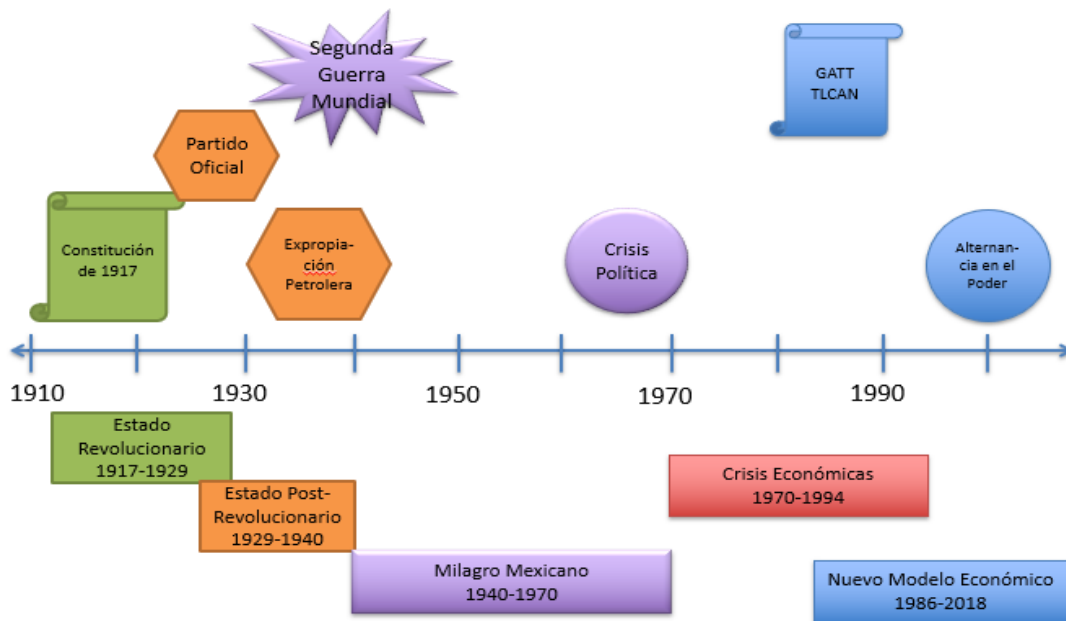 Segunda
Guerra
Mundial
GATT
TLCAN
Partido
Oficial
Constitución
de 1917
Expropia-
ción
Petrolera
Crisis
Política
Alternan-
cia en el
Poder
1910
1930
1950
1970
1990
Estado
Revolucionario
1917-1929
Estado Post-
Revolucionario
1929-1940
Crisis Económicas
1970-1994
Milagro Mexicano
1940-1970
Nuevo Modelo Económico
1986-2018